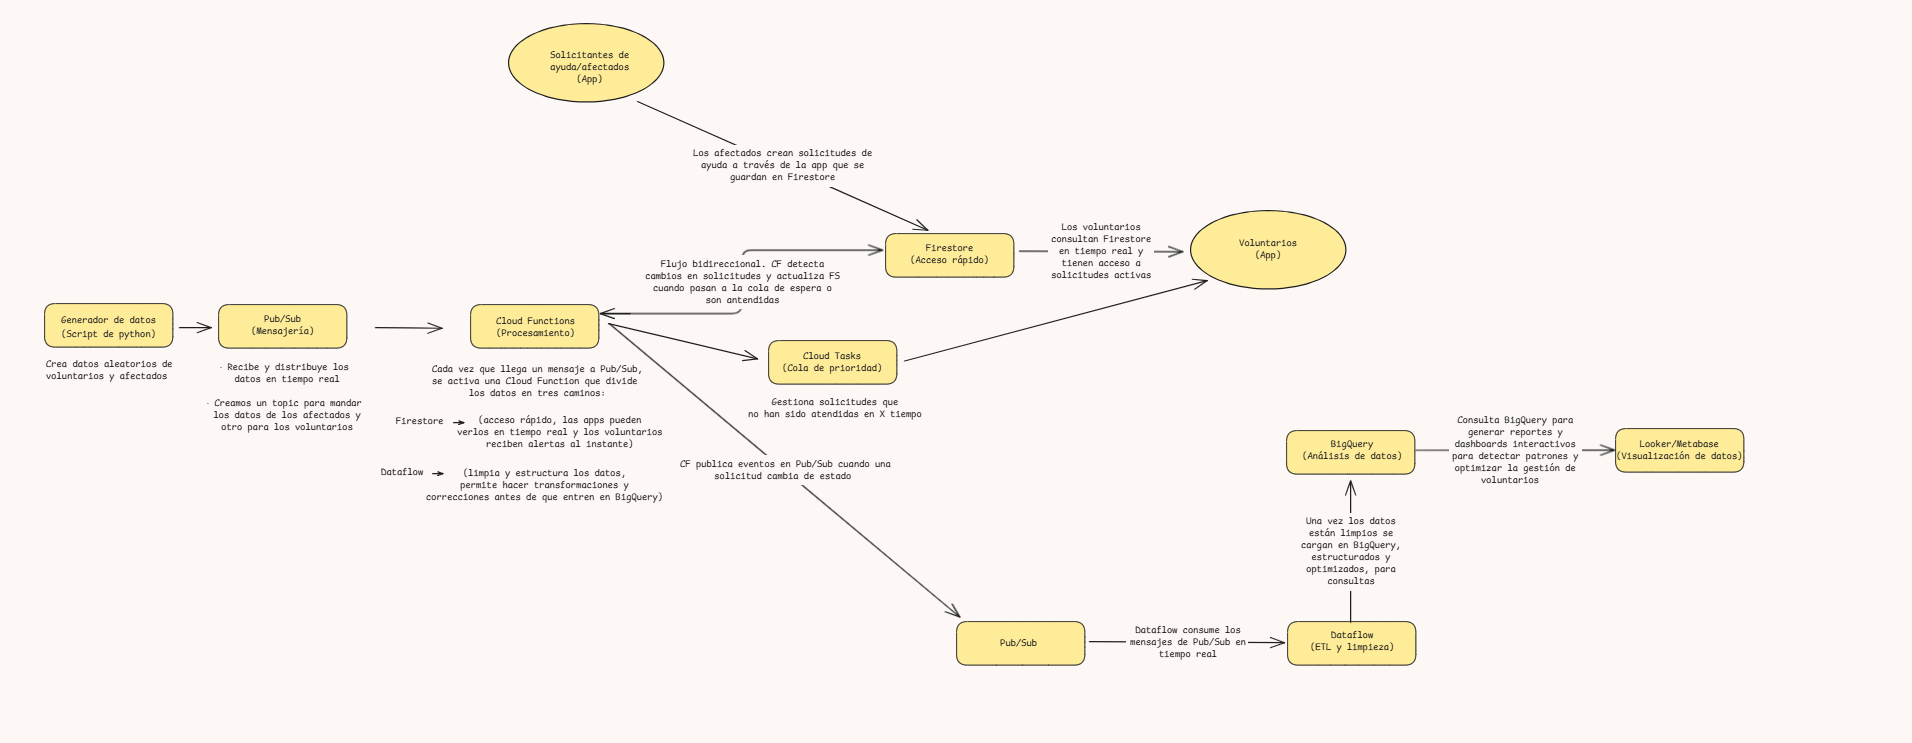 Solicitantes de
ayuda/afectados
(App)
Los afectados crean solicitudes de
ayuda a través de la app que se
guardan en Firestore
Firestore
(Acceso rápido)
Los voluntarios
consultan Firestore
en tiempo real y
tienen acceso a
solicitudes activas
Voluntarios
(App)
Flujo bidireccional. CF detecta
cambios en solicitudes y actualiza FS
cuando pasan a la cola de espera o
son antendidas
Generador de datos
(Script de python)
Crea datos aleatorios de
voluntarios y afectados
Pub/Sub
(Mensajería)
· Recibe y distribuye los
datos en tiempo real
· Creamos un topic para mandar
los datos de los afectados y
otro para los voluntarios
Cloud Functions
(Procesamiento)
Cada vez que llega un mensaje a Pub/Sub,
se activa una Cloud Function que divide
los datos en tres caminos:
Firestore → (acceso rápido, las apps pueden
verlos en tiempo real y los voluntarios
reciben alertas al instante)
Dataflow → (limpia y estructura los datos,
permite hacer transformaciones y
correcciones antes de que entren en BigQuery)
Cloud Tasks
(Cola de prioridad)
Gestiona solicitudes que
no han sido atendidas en X tiempo
CF publica eventos en Pub/Sub cuando una
solicitud cambia de estado
Pub/Sub
Dataflow consume los
mensajes de Pub/Sub en
tiempo real
Dataflow
(ETL y limpieza)
Una vez los datos
están limpios se
cargan en BigQuery,
estructurados y
optimizados, para
consultas
BigQuery
(Análisis de datos)
Consulta BigQuery para
generar reportes y
dashboards interactivos
para detectar patrones y
optimizar la gestión de
voluntarios
Looker/Metabase
(Visualización de datos)